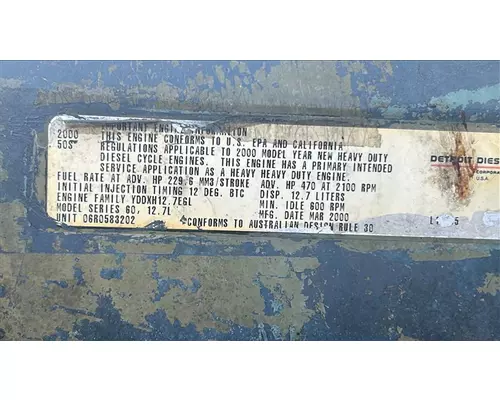 IMPORTANT ENGINE INFORMATION
2000 THIS ENGINE CONFORMS TO U.S. EPA AND CALIFORNIA
50S REGULATIONS APPLICABLE TO 2000 MODEL YEAR NEW HEAVY DUTY
DIESEL CYCLE ENGINES. THIS ENGINE HAS A PRIMARY INTENDED
SERVICE APPLICATION AS A HEAVY HEAVY DUTY ENGINE.
FUEL RATE AT ADV. HP 229.6 MM3/STROKE ADV. HP 470 AT 2100 RPM
INITIAL INJECTION TIMING 12 DEG. BTC DISP. 12.7 LITERS
ENGINE FAMILY YDDXH12.7EGL MIN. IDLE 600 RPM
MODEL SERIES 60, 12.7L MFG. DATE MAR 2000
UNIT 06R0583202 CONFORMS TO AUSTRALIAN DESIGN RULE 30
DETROIT DIES
CORPORA
U.S.A.